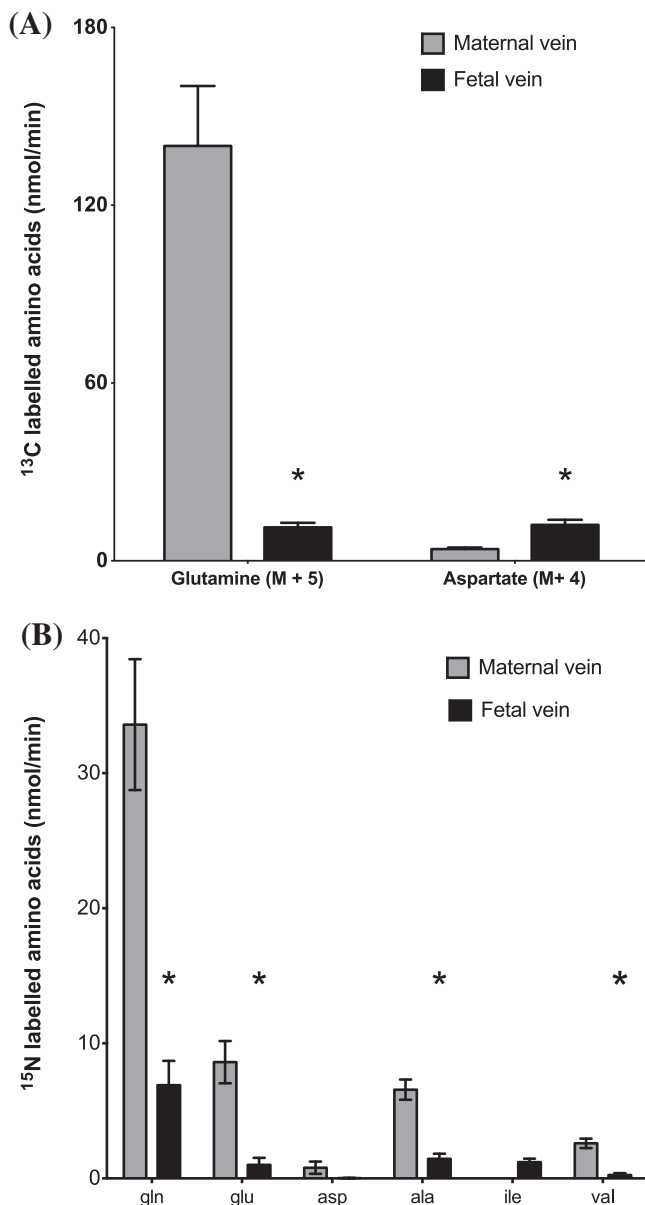 (A)
180
120
60
0
¹³C labelled amino acids (nmol/min)
Maternal vein
Fetal vein
*
*
Glutamine (M + 5)
Aspartate (M+ 4)
(B)
40
30
20
10
0
¹⁵N labelled amino acids (nmol/min)
Maternal vein
Fetal vein
*
*
*
*
gln
glu
asp
ala
ile
val